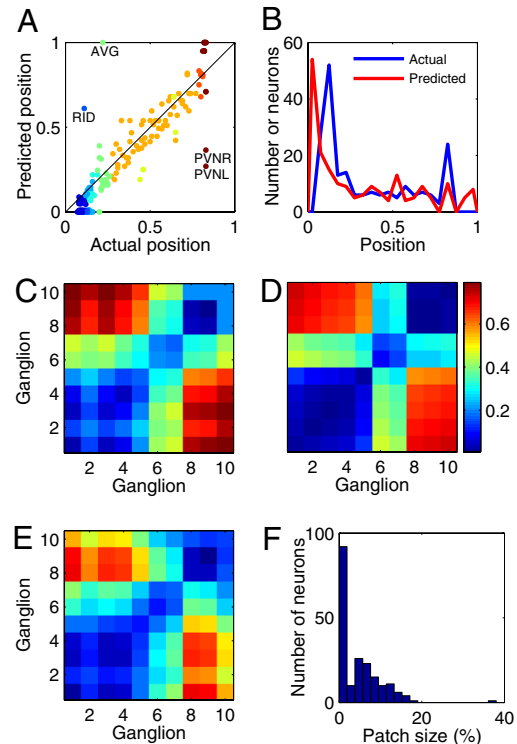 A
Predicted position
1
0.5
0
AVG
RID
PVNR
PVNL
0 0.5 1
Actual position
B
Number or neurons
60
40
20
0
Actual
Predicted
0 0.5 1
Position
C
Ganglion
10
8
6
4
2
2 4 6 8 10
Ganglion
D
2 4 6 8 10
Ganglion
0.6
0.4
0.2
E
Ganglion
10
8
6
4
2
2 4 6 8 10
Ganglion
F
Number of neurons
100
50
0
0 20 40
Patch size (%)